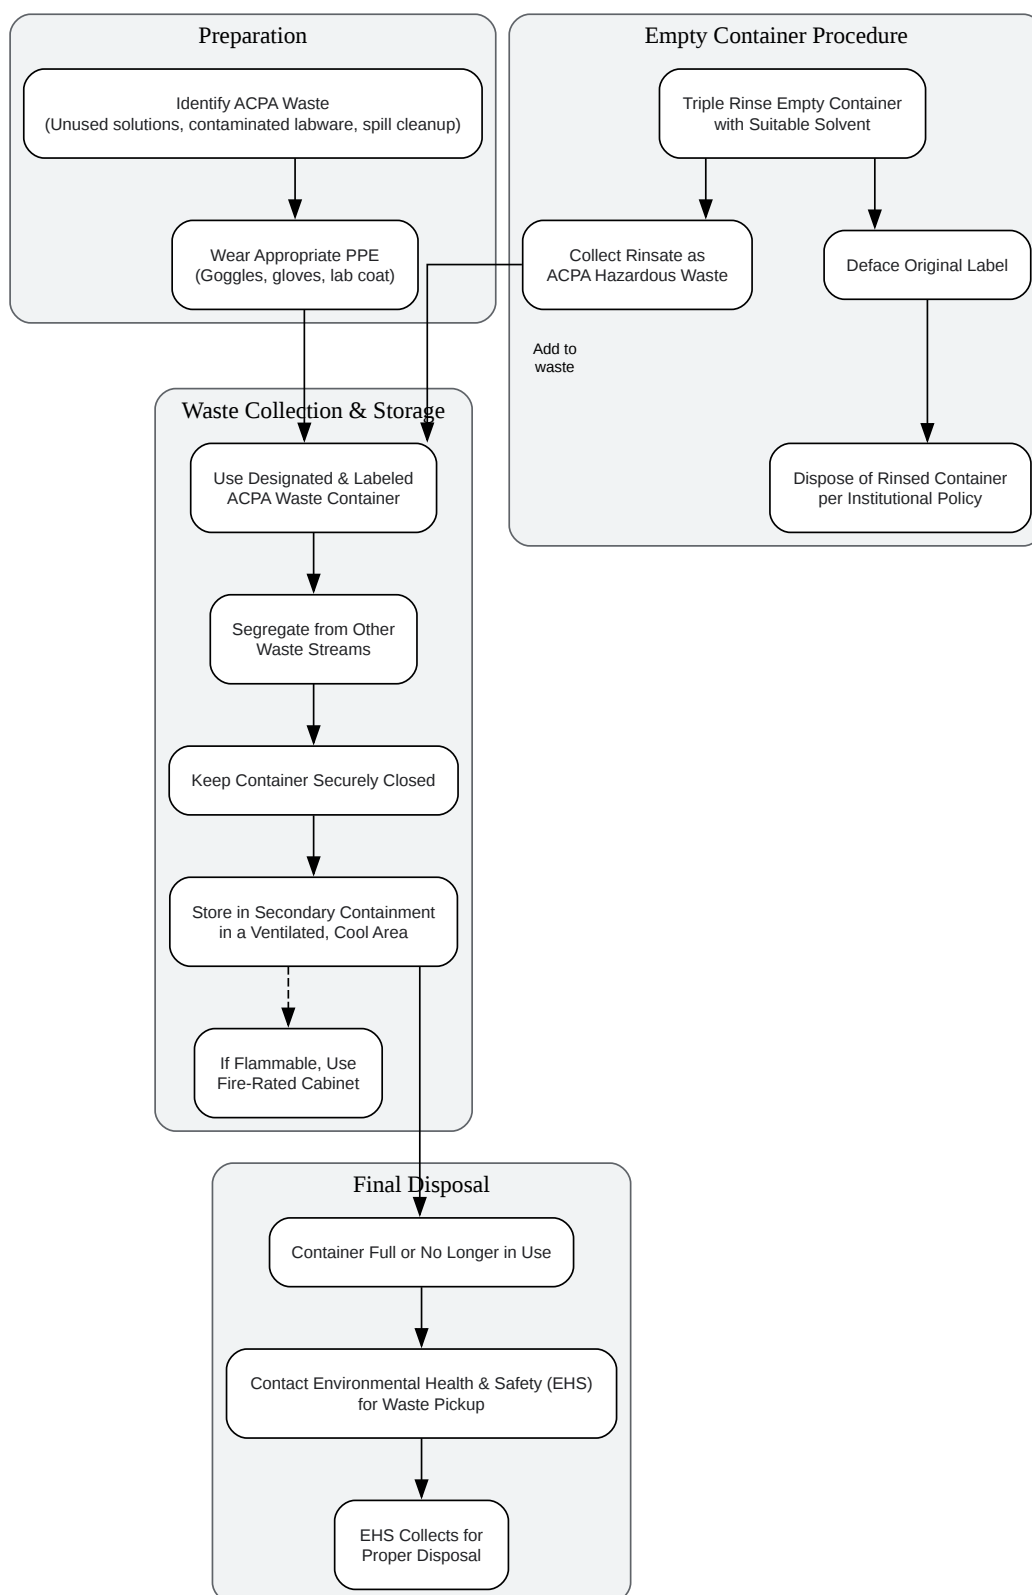 Preparation
Identify ACPA Waste
(Unused solutions, contaminated labware, spill cleanup)
Wear Appropriate PPE
(Goggles, gloves, lab coat)
Empty Container Procedure
Triple Rinse Empty Container
with Suitable Solvent
Collect Rinsate as
ACPA Hazardous Waste
Deface Original Label
Add to
waste
Dispose of Rinsed Container
per Institutional Policy
Waste Collection & Storage
Use Designated & Labeled
ACPA Waste Container
Segregate from Other
Waste Streams
Keep Container Securely Closed
Store in Secondary Containment
in a Ventilated, Cool Area
If Flammable, Use
Fire-Rated Cabinet
Final Disposal
Container Full or No Longer in Use
Contact Environmental Health & Safety (EHS)
for Waste Pickup
EHS Collects for
Proper Disposal